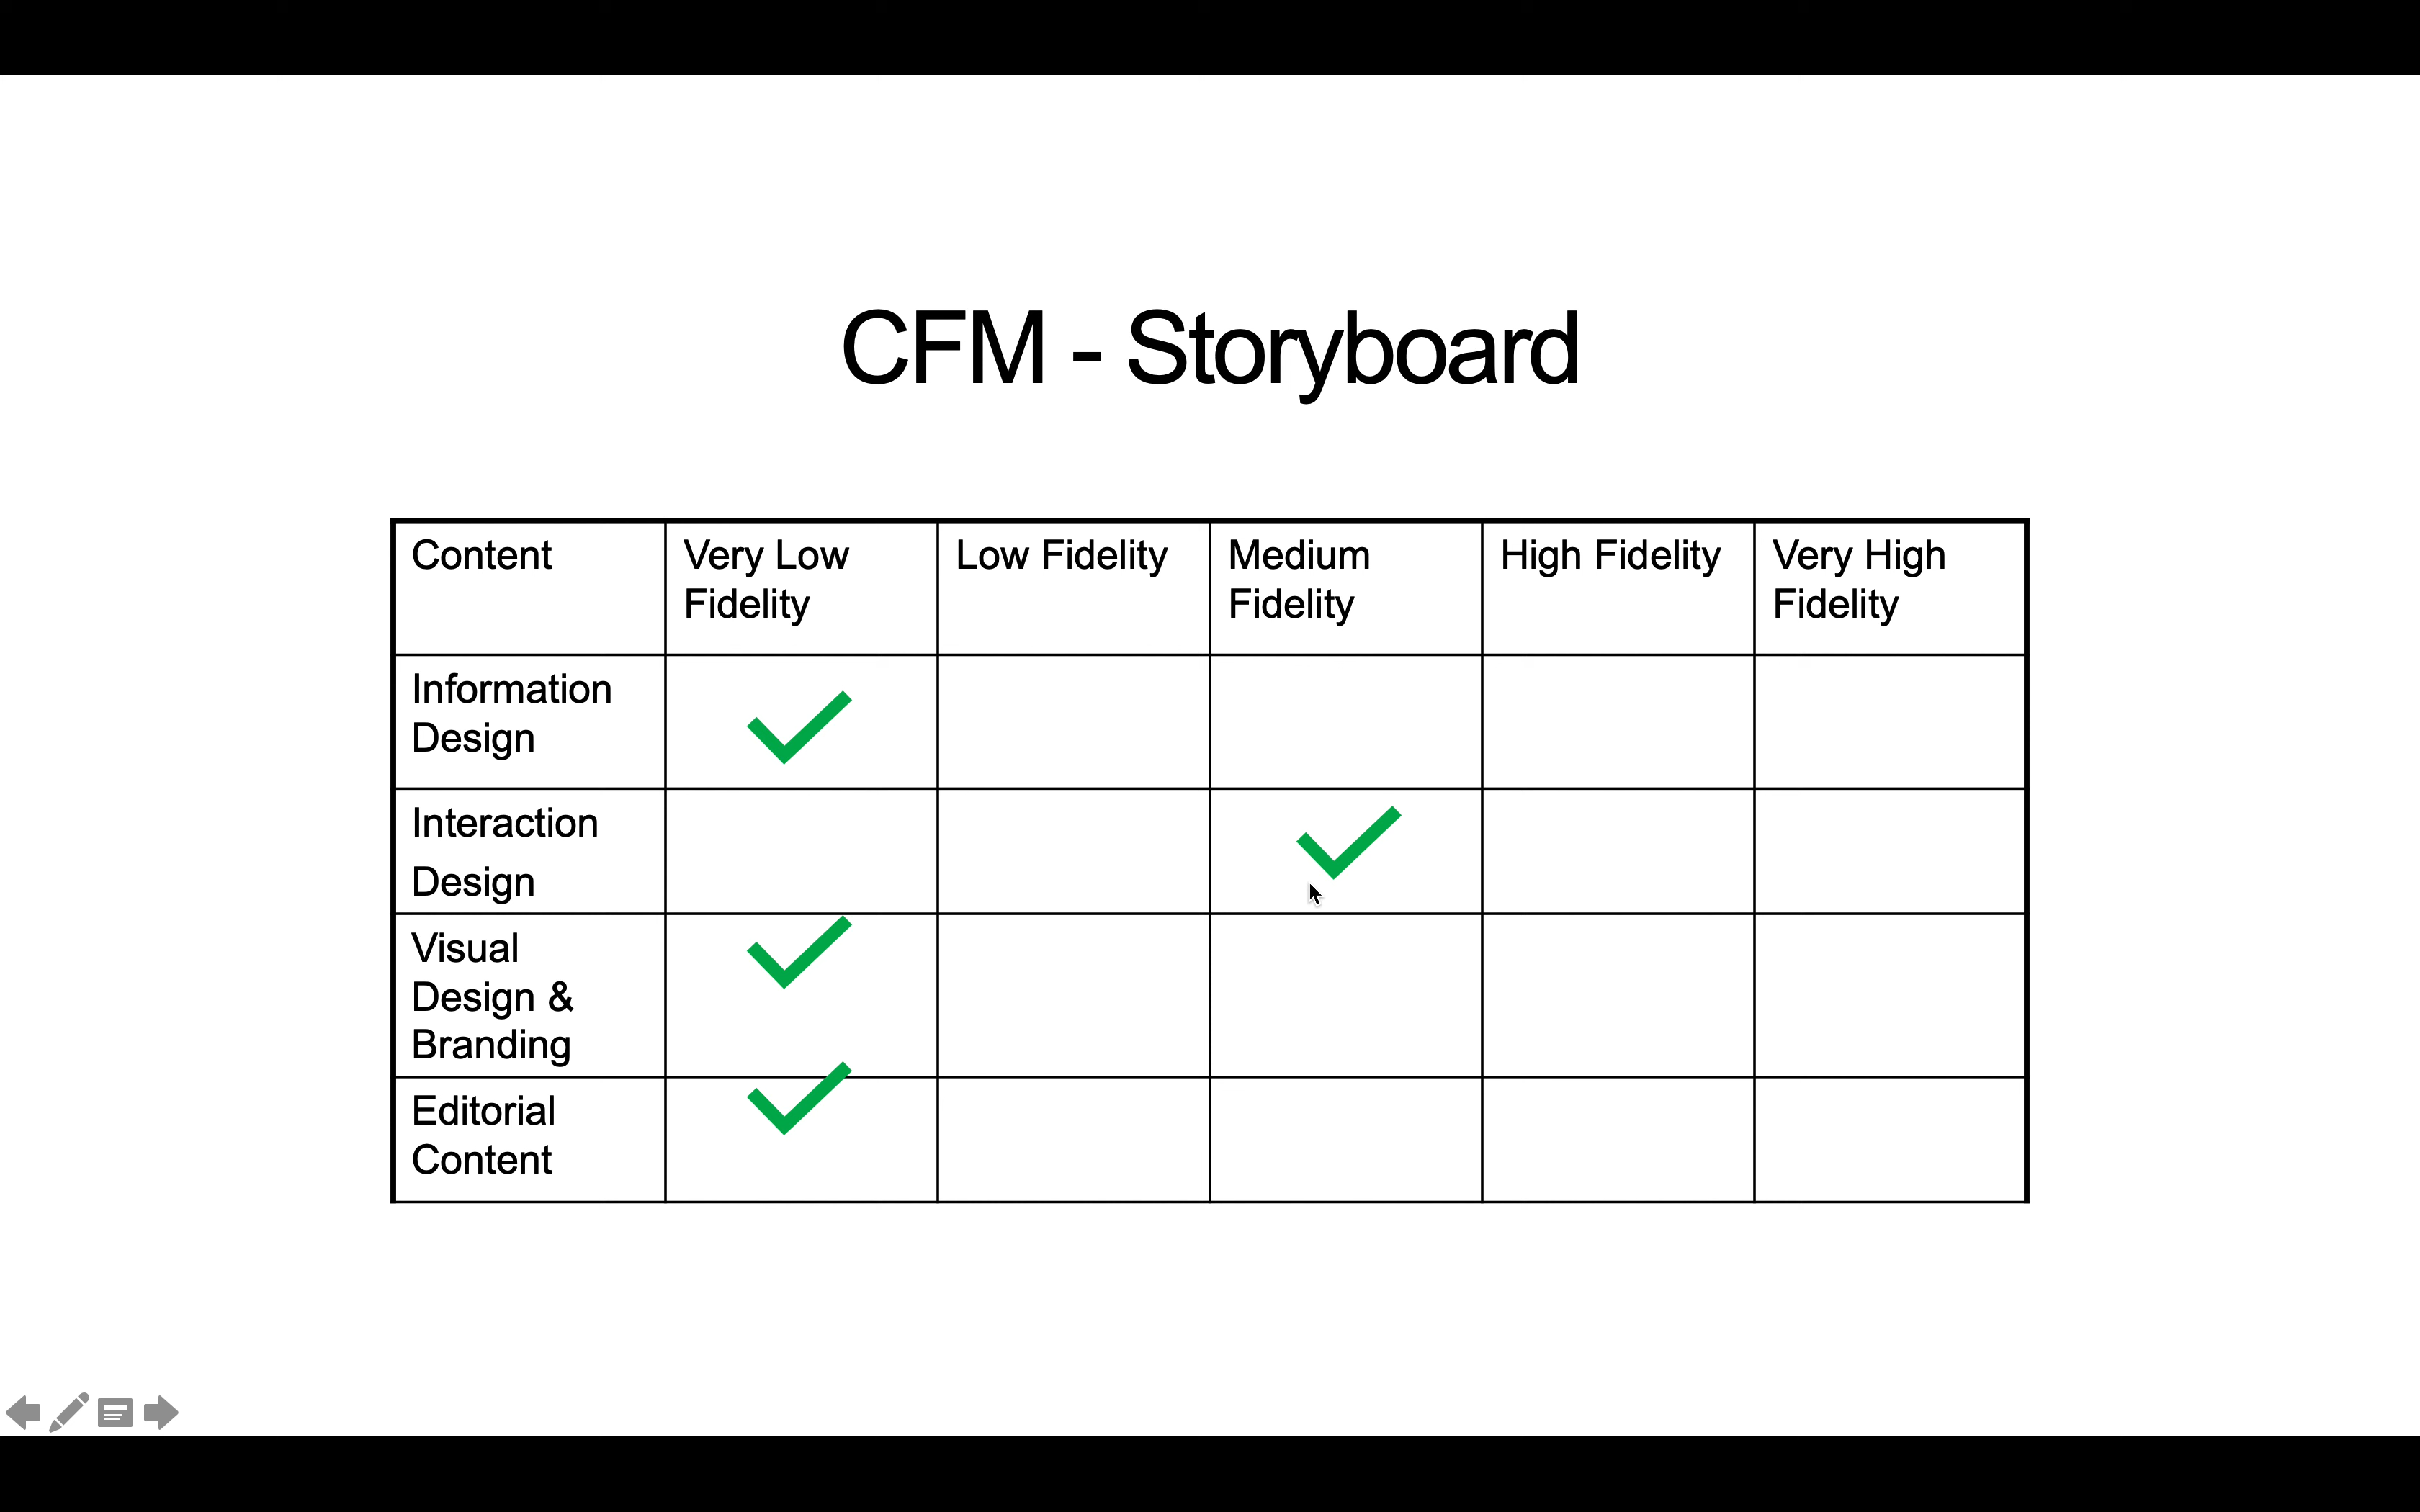 CFM - Storyboard
Content
Very Low
Fidelity
Low Fidelity
Medium
Fidelity
High Fidelity
Very High
Fidelity
Information
Design
Interaction
Design
Visual
Design &
Branding
Editorial
Content